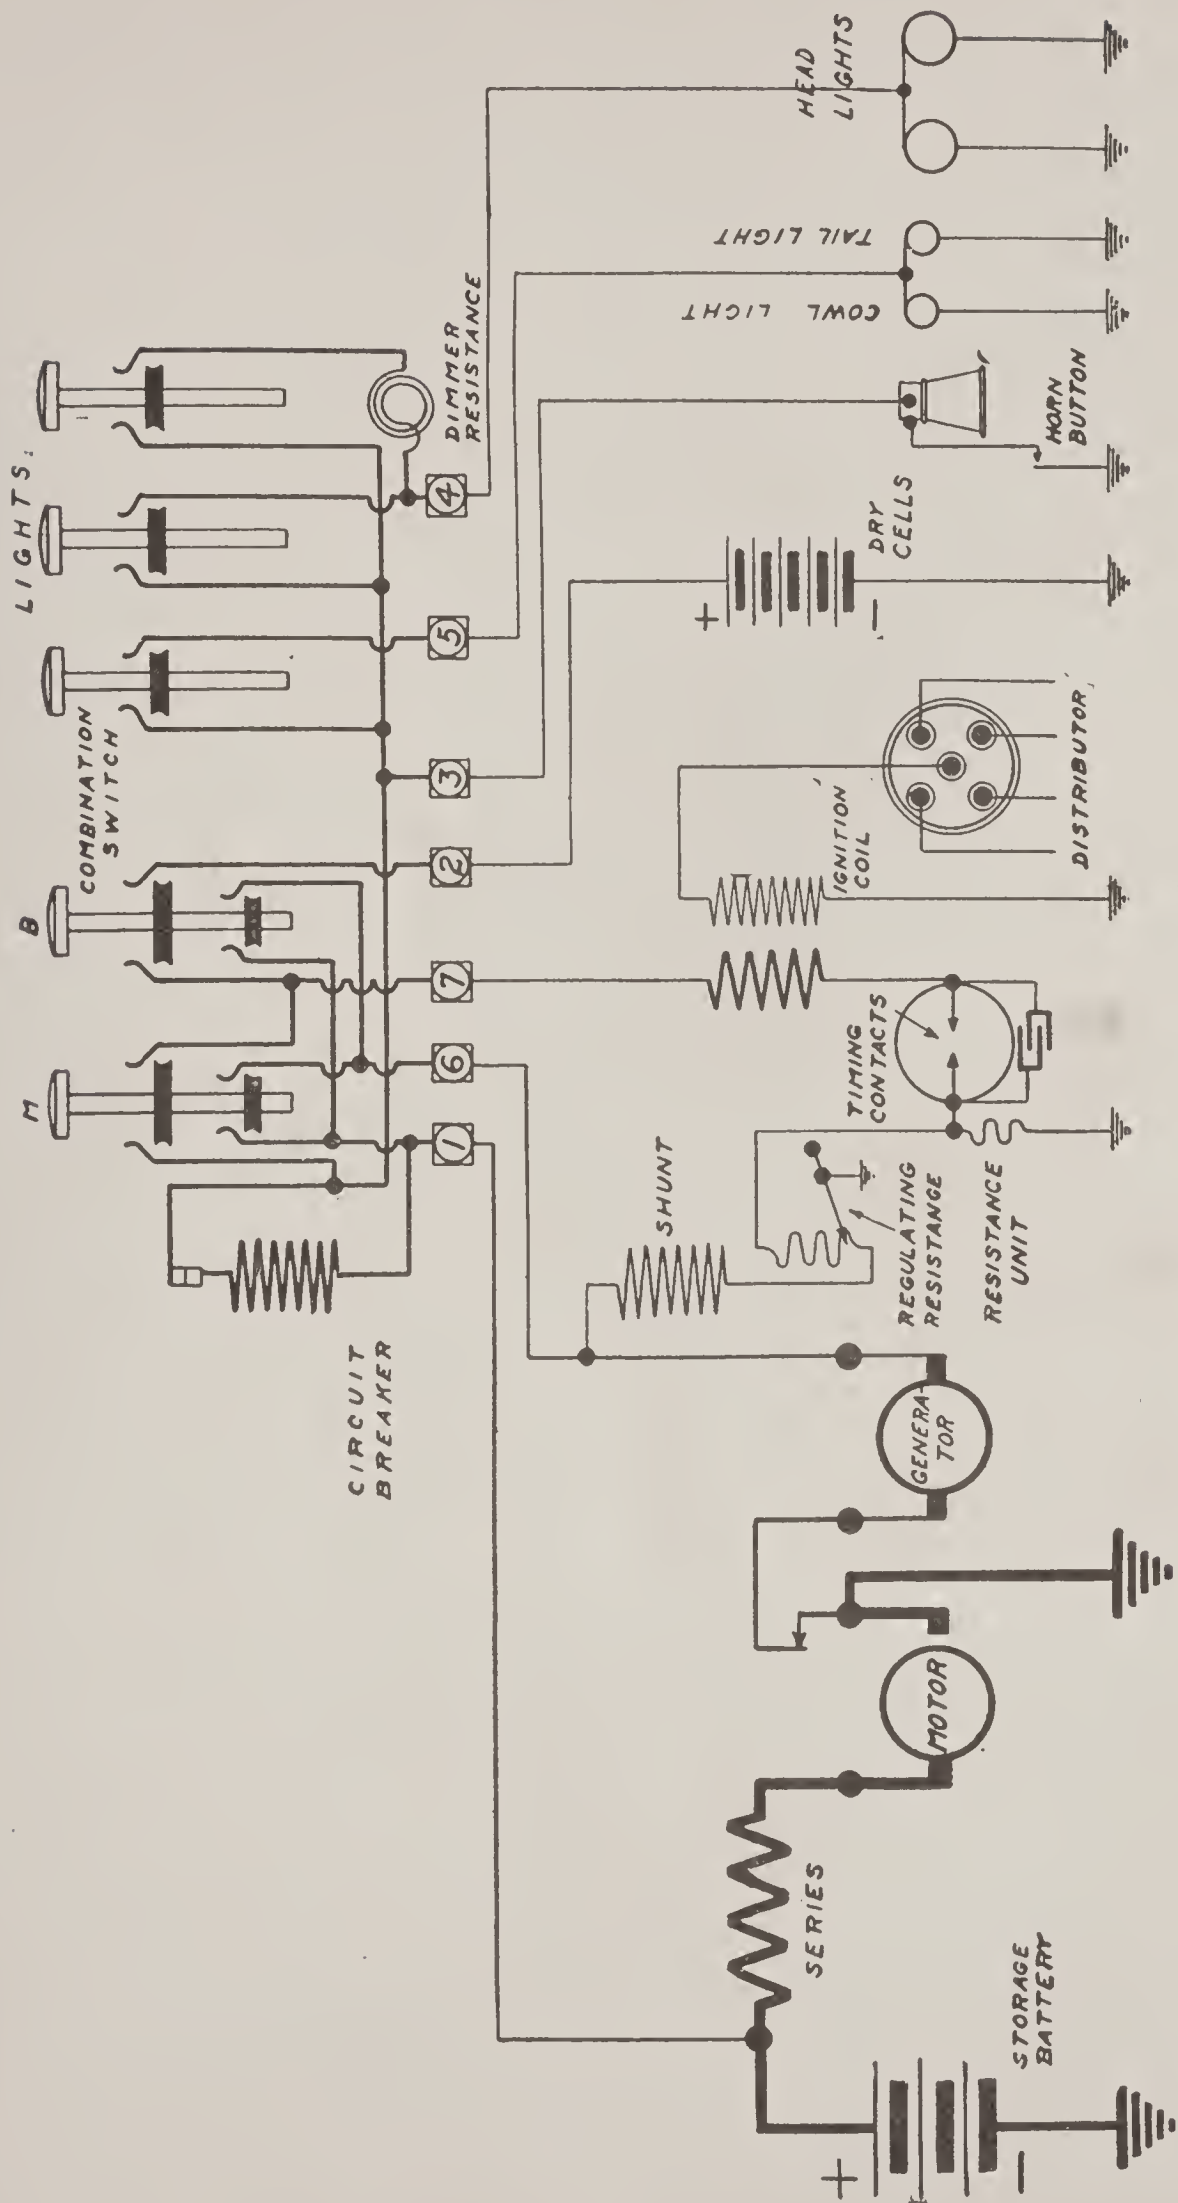 LIGHTS:
M
B
COMBINATION
SWITCH
CIRCUIT
BREAKER
1
6
7
2
3
5
4
DIMMER
RESISTANCE
SHUNT
REGULATING
RESISTANGE
TIMING
CONTACTS
RESISTANCE
UNIT
IGNITION
COIL
DISTRIBUTOR
+
DRY
CELLS
−
HORN
BUTTON
COWL LIGHT
TAIL LIGHT
HEAD
LIGHTS
GENERA-
TOR
MOTOR
SERIES
+
STORAGE
BATTERY
−